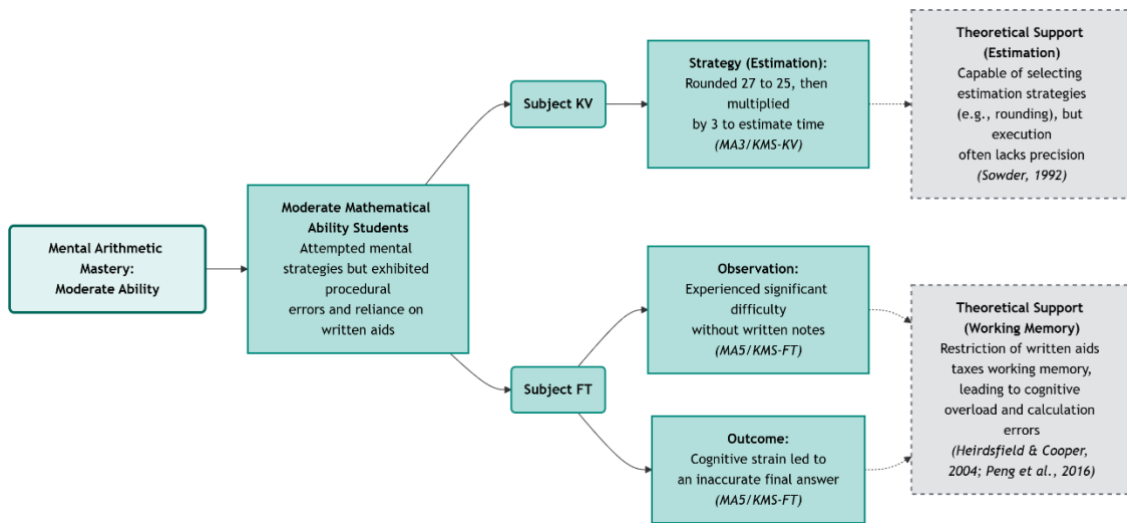 Mental Arithmetic
Mastery:
Moderate Ability
Moderate Mathematical
Ability Students
Attempted mental
strategies but exhibited
procedural
errors and reliance on
written aids
Subject KV
Strategy (Estimation):
Rounded 27 to 25, then
multiplied
by 3 to estimate time
(MA3/KMS-KV)
Theoretical Support
(Estimation)
Capable of selecting
estimation strategies
(e.g., rounding), but
execution
often lacks precision
(Sowder, 1992)
Subject FT
Observation:
Experienced significant
difficulty
without written notes
(MA5/KMS-FT)
Outcome:
Cognitive strain led to
an inaccurate final answer
(MA5/KMS-FT)
Theoretical Support
(Working Memory)
Restriction of written aids
taxes working memory,
leading to cognitive
overload and calculation
errors
(Heirdsfield & Cooper,
2004; Peng et al., 2016)